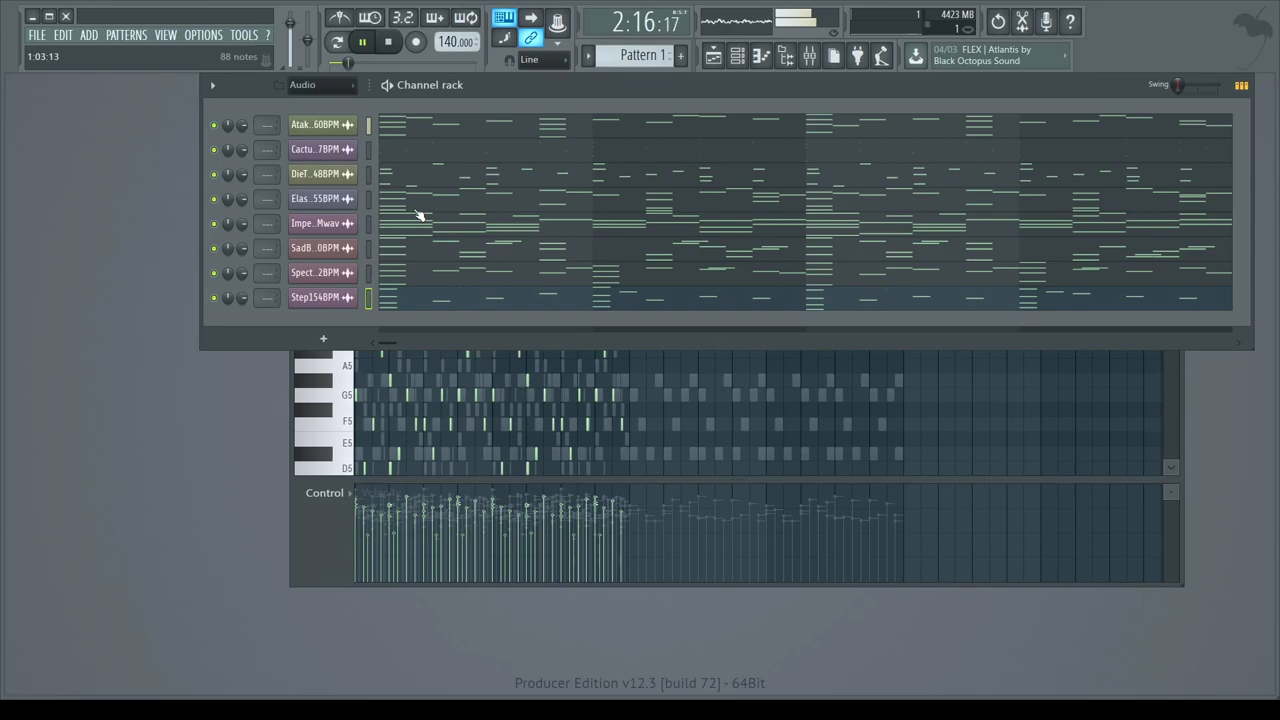 FILE EDIT ADD PATTERNS VIEW OPTIONS TOOLS ?
1:03:13 88 notes
3.2.
140.000
Line
2:16:17
B:S:T
Pattern 1
1 4423 MB
1
04/03 FLEX | Atlantis by
Black Octopus Sound
Audio
Channel rack
Swing
Atak..60BPM
Cactu..7BPM
DieT..48BPM
Elas..55BPM
Impe..Mwav
SadB..0BPM
Spect..2BPM
Step154BPM
+
A5
G5
F5
E5
D5
Control
Producer Edition v12.3 [build 72] - 64Bit